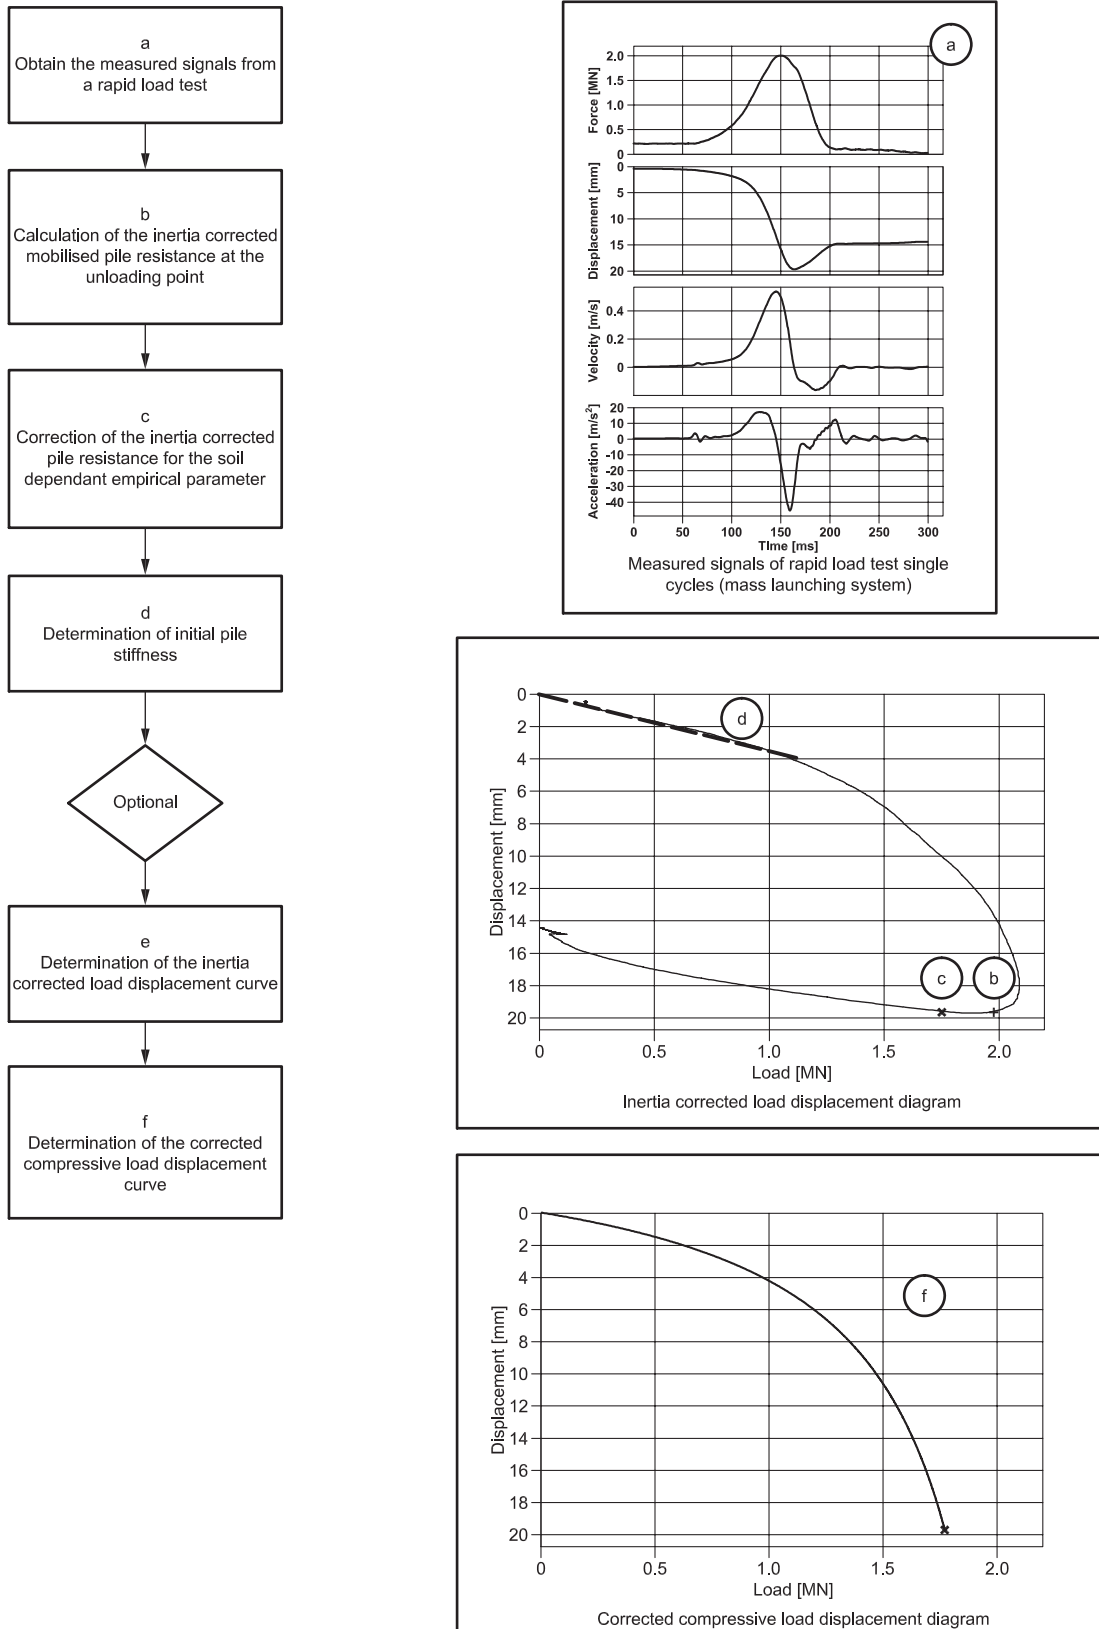 a
Obtain the measured signals from
a rapid load test
b
Calculation of the inertia corrected
mobilised pile resistance at the
unloading point
c
Correction of the inertia corrected
pile resistance for the soil
dependant empirical parameter
d
Determination of initial pile
stiffness
Optional
e
Determination of the inertia
corrected load displacement curve
f
Determination of the corrected
compressive load displacement
curve
a
Force [MN]
2.0
1.5
1.0
0.5
0
Displacement [mm]
0
5
10
15
20
Velocity [m/s]
0.4
0.2
0
Acceleration [m/s²]
20
10
0
-10
-20
-30
-40
0 50 100 150 200 250 300
TIme [ms]
Measured signals of rapid load test single
cycles (mass launching system)
Displacement [mm]
0
2
4
6
8
10
12
14
16
18
20
d
c
b
0 0.5 1.0 1.5 2.0
Load [MN]
Inertia corrected load displacement diagram
Displacement [mm]
0
2
4
6
8
10
12
14
16
18
20
f
0 0.5 1.0 1.5 2.0
Load [MN]
Corrected compressive load displacement diagram